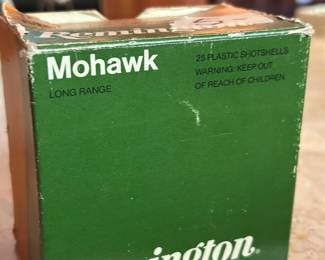 Mohawk
LONG RANGE
25 PLASTIC SHOTSHELLS
WARNING: KEEP OUT
OF REACH OF CHILDREN.